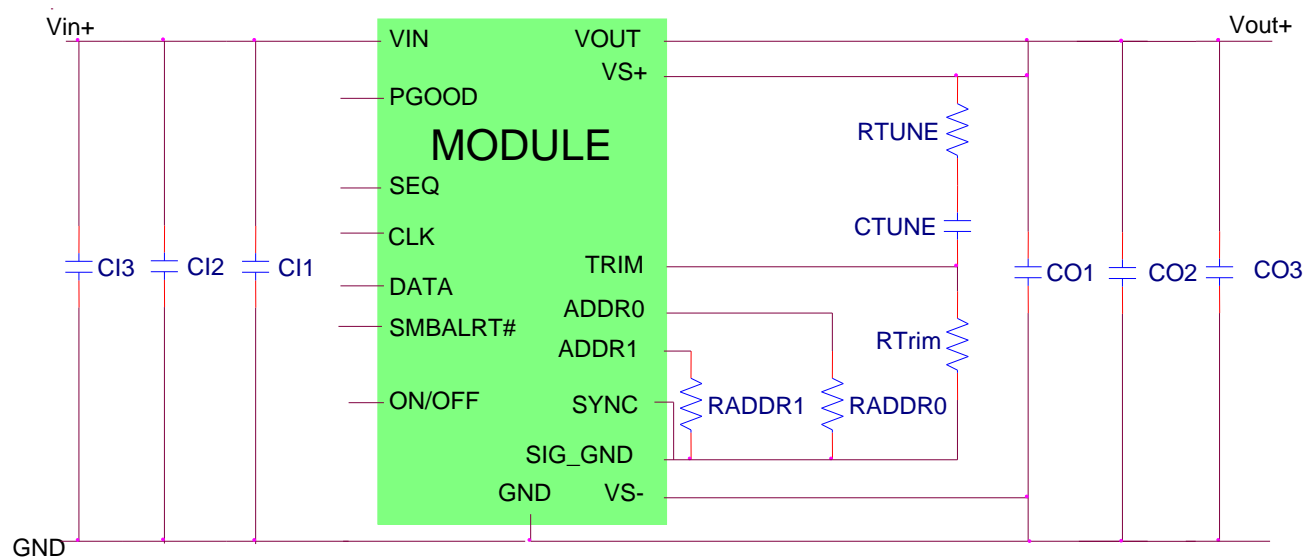 Vin+
VIN
VOUT
Vout+
VS+
PGOOD
MODULE
RTUNE
SEQ
CTUNE
CLK
TRIM
CI3
CI2
CI1
CO1
CO2
CO3
DATA
ADDR0
SMBALRT#
ADDR1
RTrim
ON/OFF
SYNC
RADDR1
RADDR0
SIG_GND
GND
VS-
GND